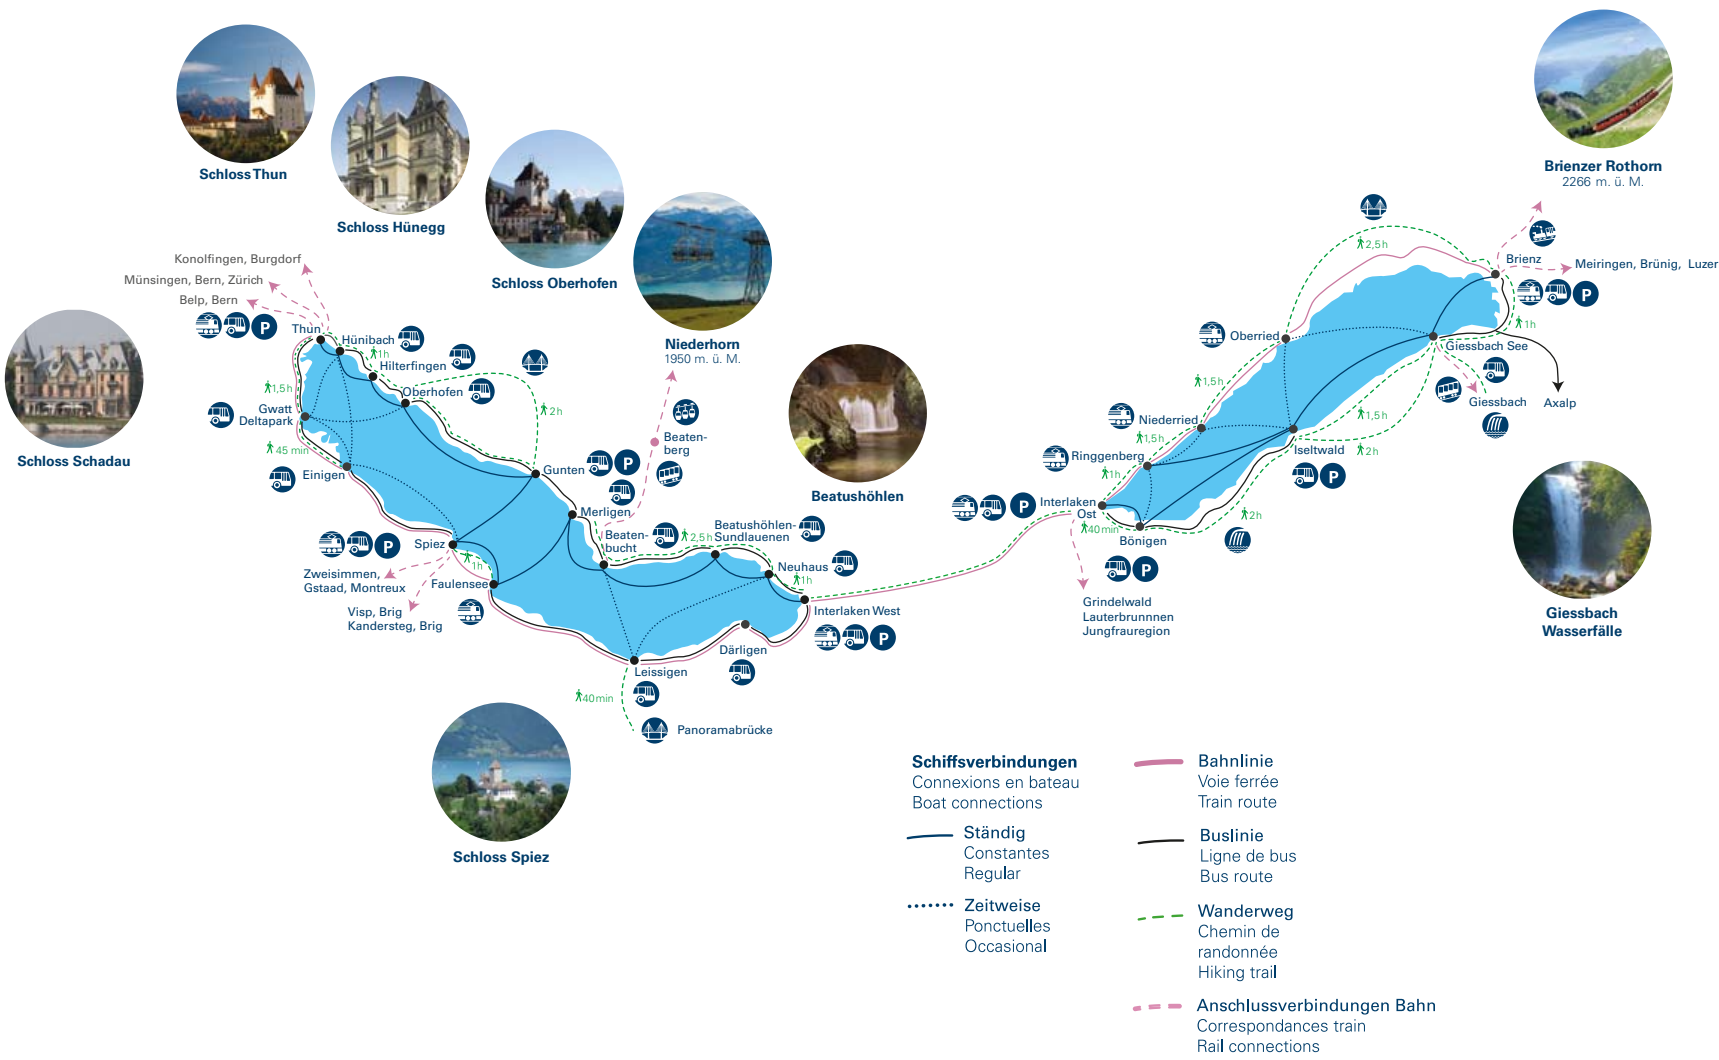 Schloss Thun
Schloss Hünegg
Schloss Oberhofen
Niederhorn
1950 m. ü. M.
Beatushöhlen
Brienzer Rothorn
2266 m. ü. M.
Schloss Schadau
Konolfingen, Burgdorf
Münsingen, Bern, Zürich
Belp, Bern
P
Thun
Hünibach
1h
Hilterfingen
Oberhofen
1,5h
Gwatt
Deltapark
45 min
Einigen
2h
Gunten
P
Merligen
Beaten-
berg
Beaten-
bucht
2,5h
Beatushöhlen-
Sundlauenen
Neuhaus
1h
Interlaken West
P
Därligen
Leissigen
40min
Panoramabrücke
P
Spiez
1h
Faulensee
Zweisimmen,
Gstaad, Montreux
Visp, Brig
Kandersteg, Brig
Schloss Spiez
2,5h
Brienz
Meiringen, Brünig, Luzer
P
1h
Oberried
Giessbach See
Giessbach
Axalp
1,5h
Niederried
1,5h
Ringgenberg
1h
1,5h
2h
Iseltwald
P
P
Interlaken
Ost
40min
2h
Bönigen
P
Grindelwald
Lauterbrunnnen
Jungfrauregion
Giessbach
Wasserfälle
Schiffsverbindungen
Connexions en bateau
Boat connections
Ständig
Constantes
Regular
Zeitweise
Ponctuelles
Occasional
Bahnlinie
Voie ferrée
Train route
Buslinie
Ligne de bus
Bus route
Wanderweg
Chemin de
randonnée
Hiking trail
Anschlussverbindungen Bahn
Correspondances train
Rail connections